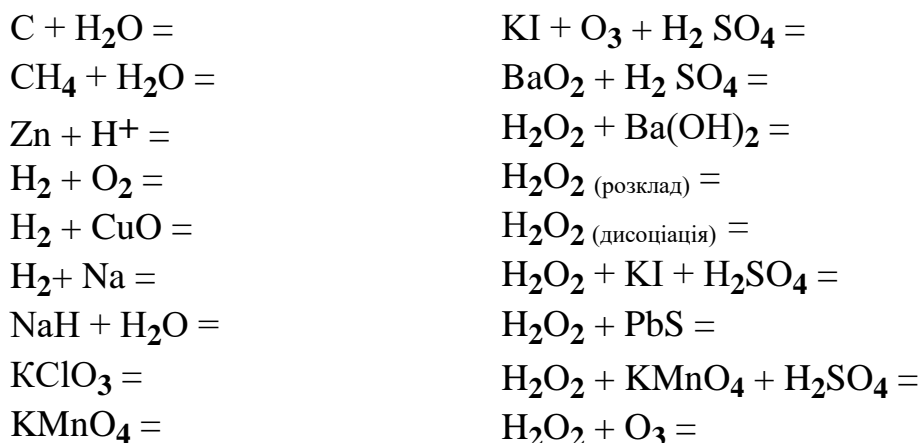 C + H₂O =
CH₄ + H₂O =
Zn + H⁺ =
H₂ + O₂ =
H₂ + CuO =
H₂+ Na =
NaH + H₂O =
КClO₃ =
KMnO₄ =
KI + O₃ + H₂ SO₄ =
BaO₂ + H₂ SO₄ =
H₂O₂ + Ba(OH)₂ =
H₂O₂ (розклад) =
H₂O₂ (дисоціація) =
H₂O₂ + KI + H₂SO₄ =
H₂O₂ + PbS =
H₂O₂ + KMnO₄ + H₂SO₄ =
H₂O₂ + O₃ =